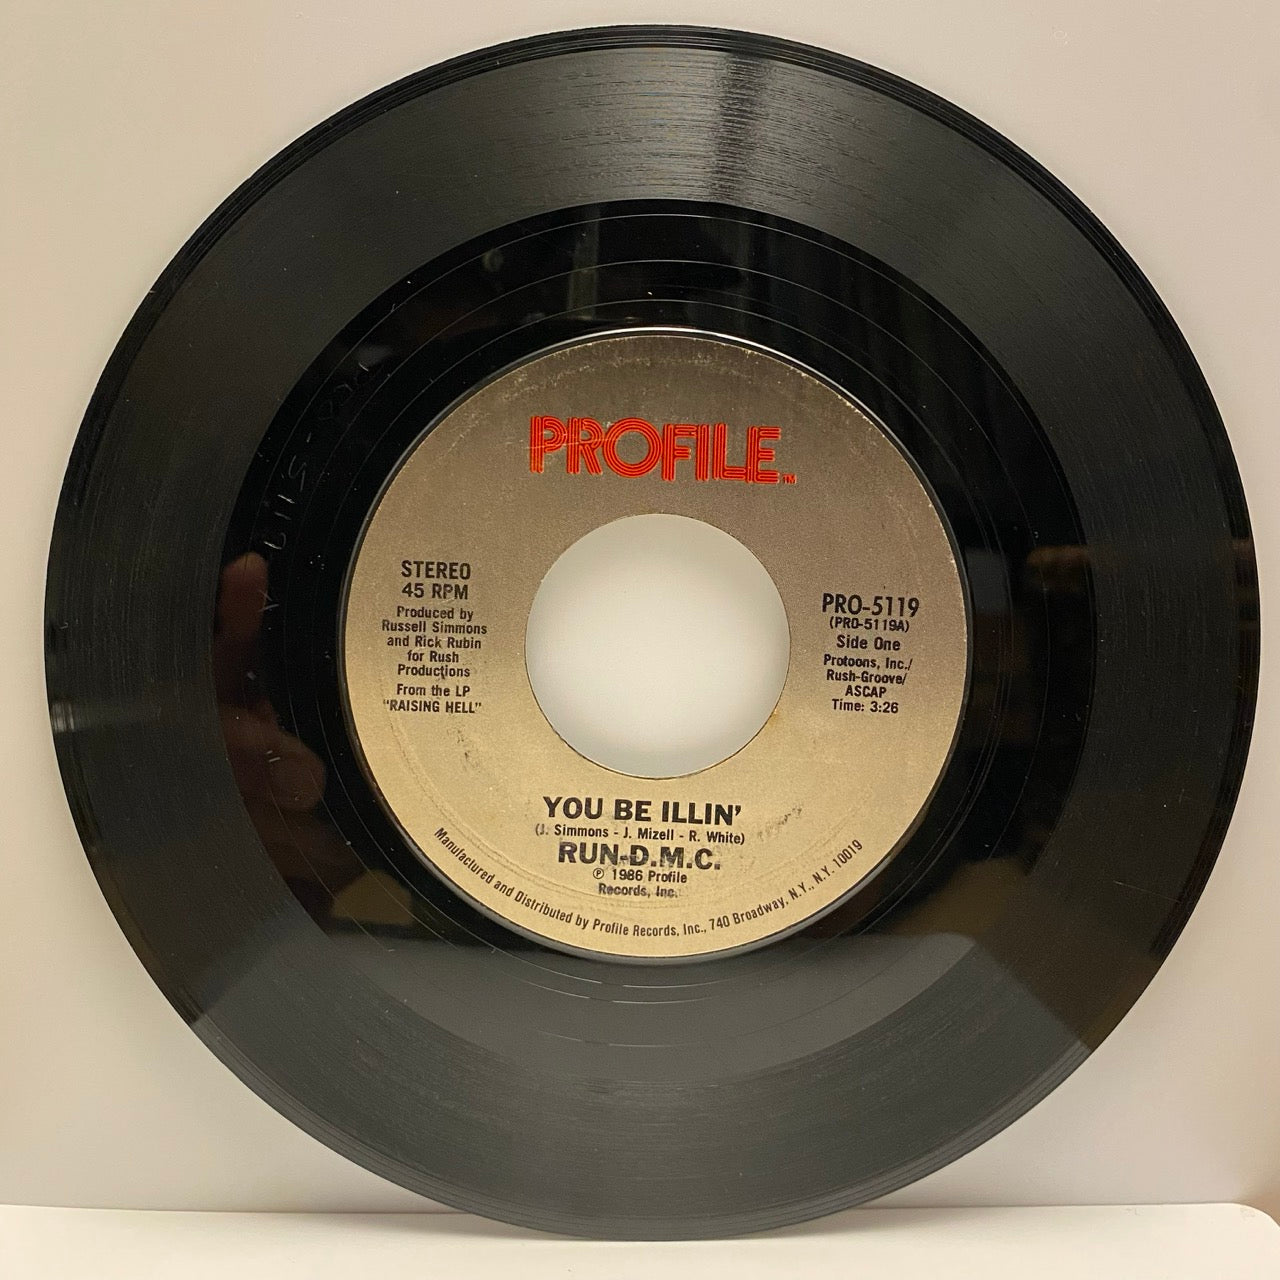 PROFILE™
STEREO
45 RPM
Produced by
Russell Simmons
and Rick Rubin
for Rush
Productions
From the LP
"RAISING HELL"
PRO-5119
(PRO-5119A)
Side One
Protoons, Inc./
Rush-Groove/
ASCAP
Time: 3:26
YOU BE ILLIN'
(J. Simmons - J. Mizell - R. White)
RUN-D.M.C.
℗ 1986 Profile
Records, Inc.
Manufactured and Distributed by Profile Records, Inc., 740 Broadway, N.Y., N.Y. 10019